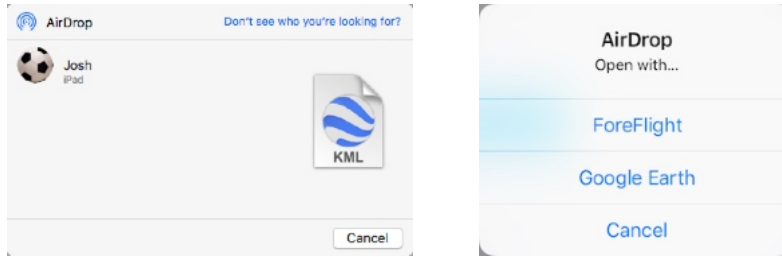 AirDrop
Don't see who you're looking for?
Josh
iPad
KML
Cancel
AirDrop
Open with...
ForeFlight
Google Earth
Cancel